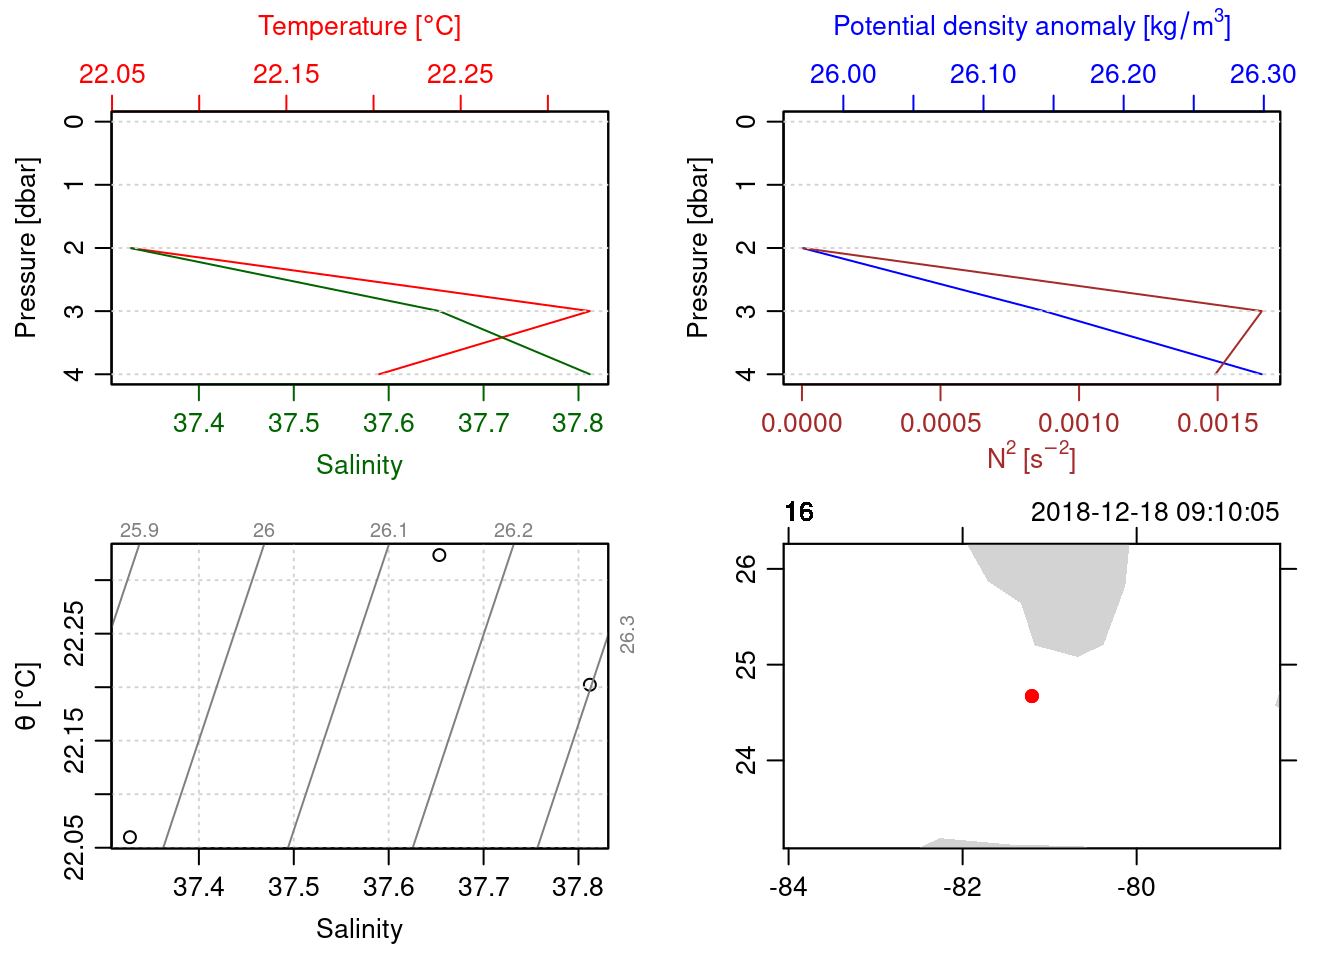 Temperature [°C]
22.05 22.15 22.25
Pressure [dbar]
0
1
2
3
4
37.4 37.5 37.6 37.7 37.8
Salinity
Potential density anomaly [kg/m³]
26.00 26.10 26.20 26.30
Pressure [dbar]
0
1
2
3
4
0.0000 0.0005 0.0010 0.0015
N² [s⁻²]
25.9 26 26.1 26.2
26.3
θ [°C]
22.25
22.15
22.05
37.4 37.5 37.6 37.7 37.8
Salinity
16 2018-12-18 09:10:05
26
25
24
-84 -82 -80